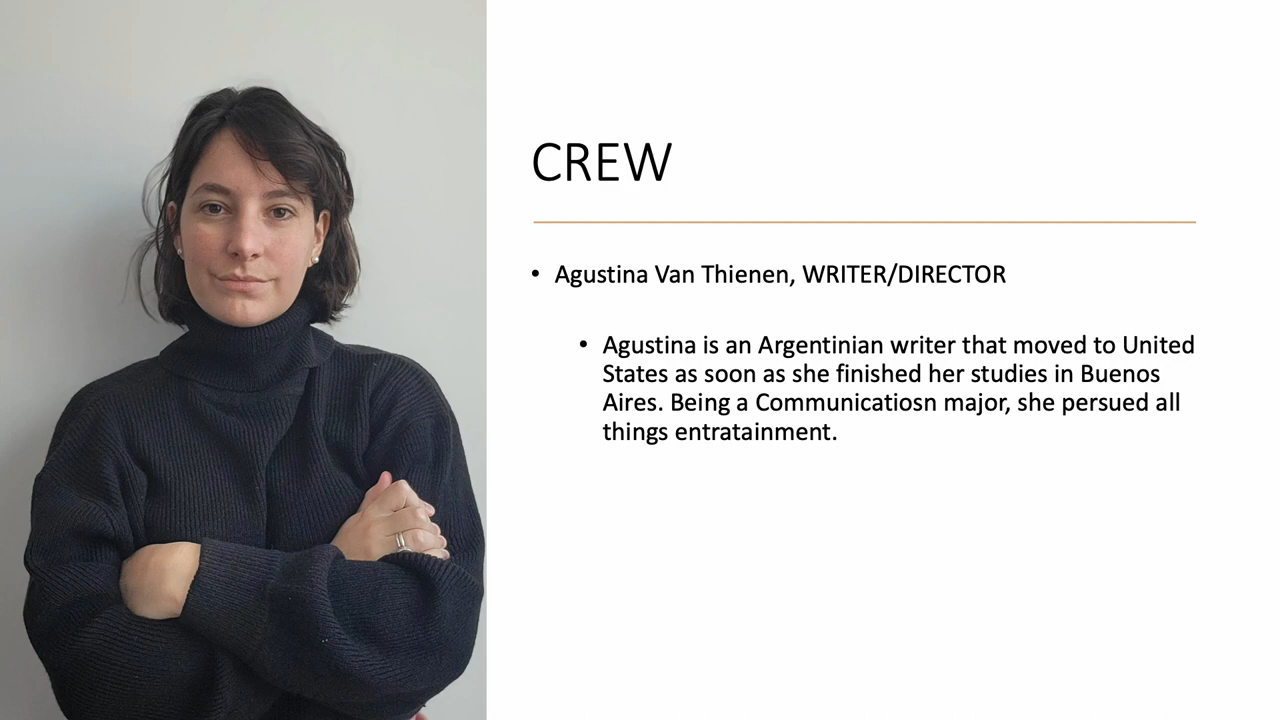 CREW
• Agustina Van Thienen, WRITER/DIRECTOR
• Agustina is an Argentinian writer that moved to United
States as soon as she finished her studies in Buenos
Aires. Being a Communicatiosn major, she persued all
things entratainment.